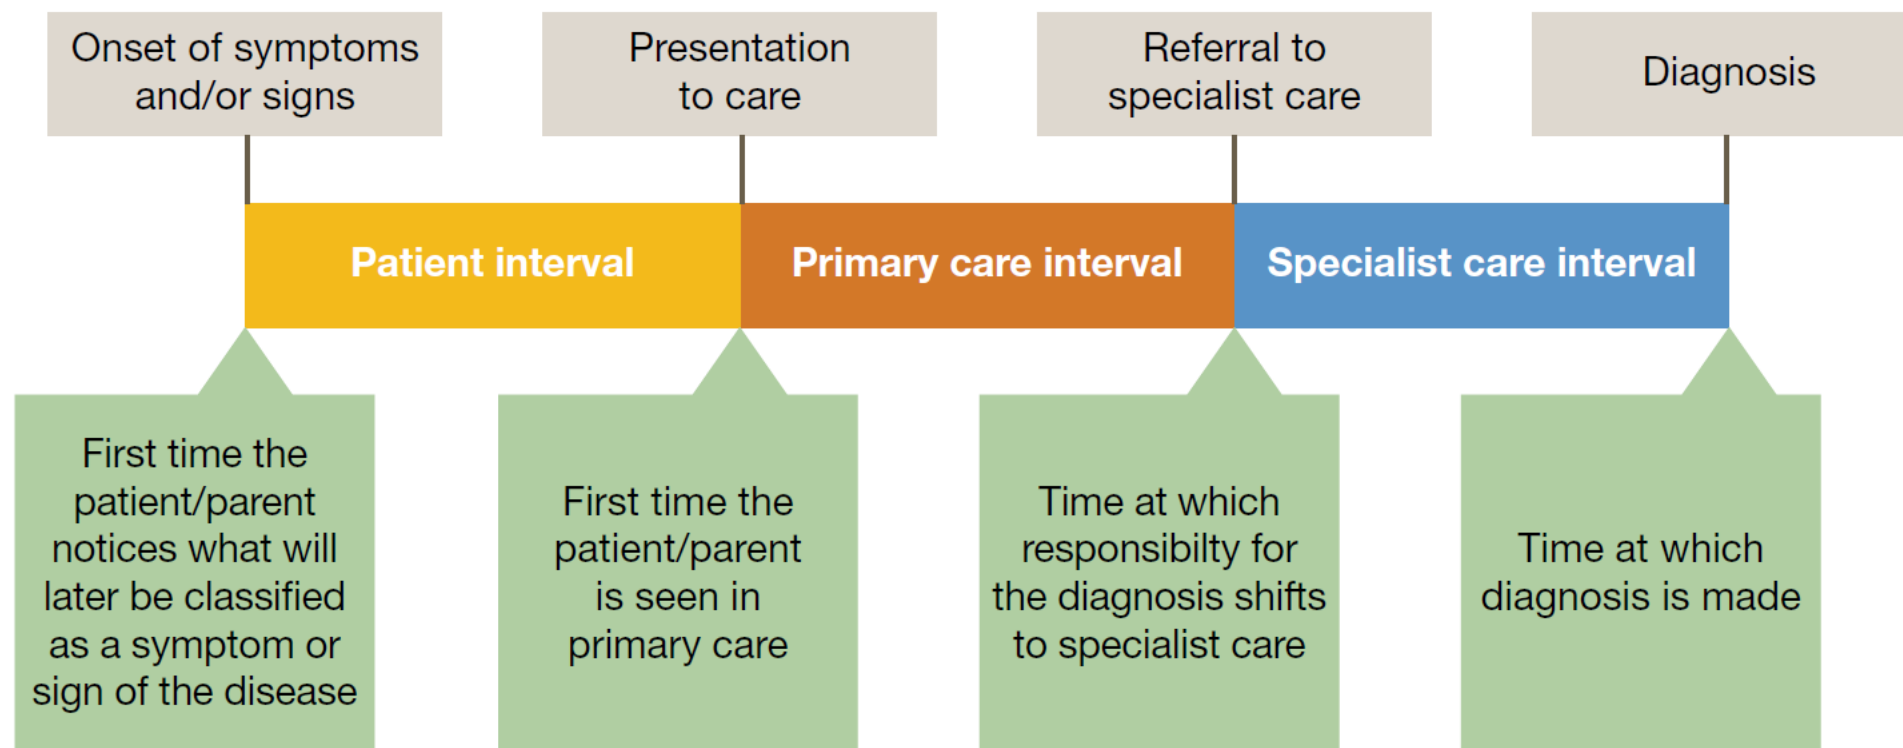 Onset of symptoms
and/or signs
Presentation
to care
Referral to
specialist care
Diagnosis
Patient interval
Primary care interval
Specialist care interval
First time the
patient/parent
notices what will
later be classified
as a symptom or
sign of the disease
First time the
patient/parent
is seen in
primary care
Time at which
responsibilty for
the diagnosis shifts
to specialist care
Time at which
diagnosis is made